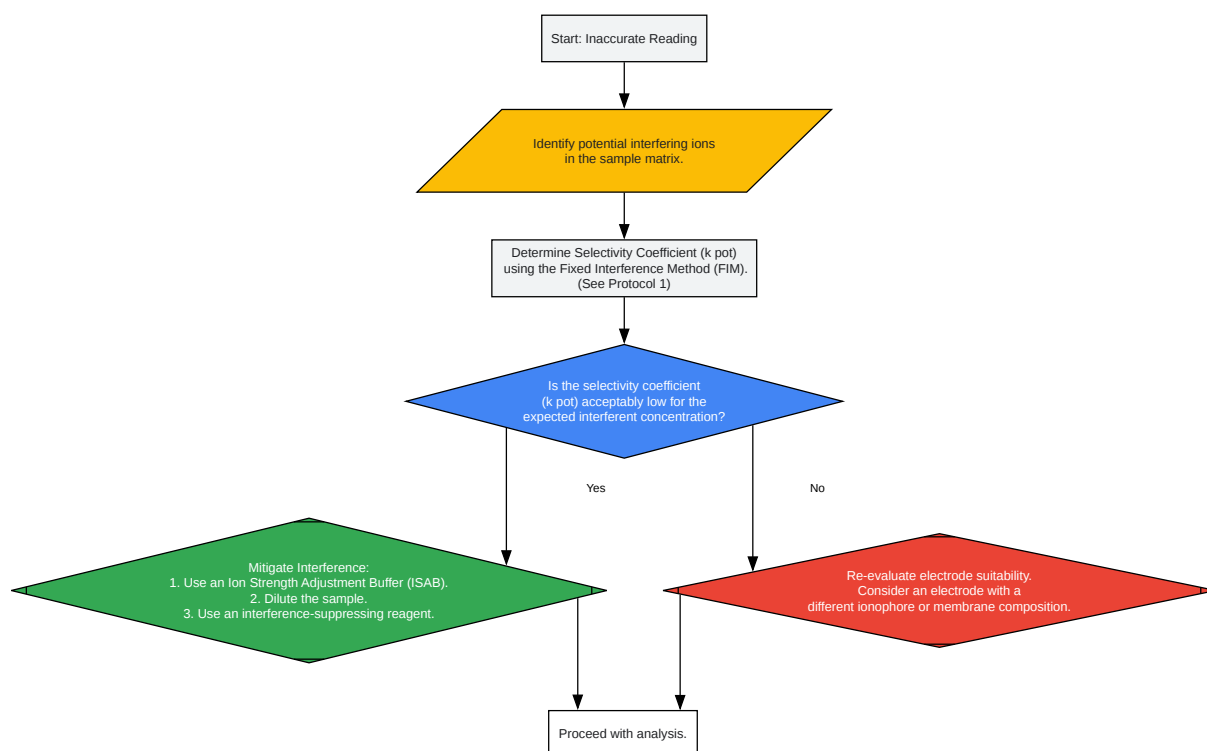 Start: Inaccurate Reading
Identify potential interfering ions
in the sample matrix.
Determine Selectivity Coefficient (k pot)
using the Fixed Interference Method (FIM).
(See Protocol 1)
Is the selectivity coefficient
(k pot) acceptably low for the
expected interferent concentration?
Yes
No
Mitigate Interference:
1. Use an Ion Strength Adjustment Buffer (ISAB).
2. Dilute the sample.
3. Use an interference-suppressing reagent.
Re-evaluate electrode suitability.
Consider an electrode with a
different ionophore or membrane composition.
Proceed with analysis.